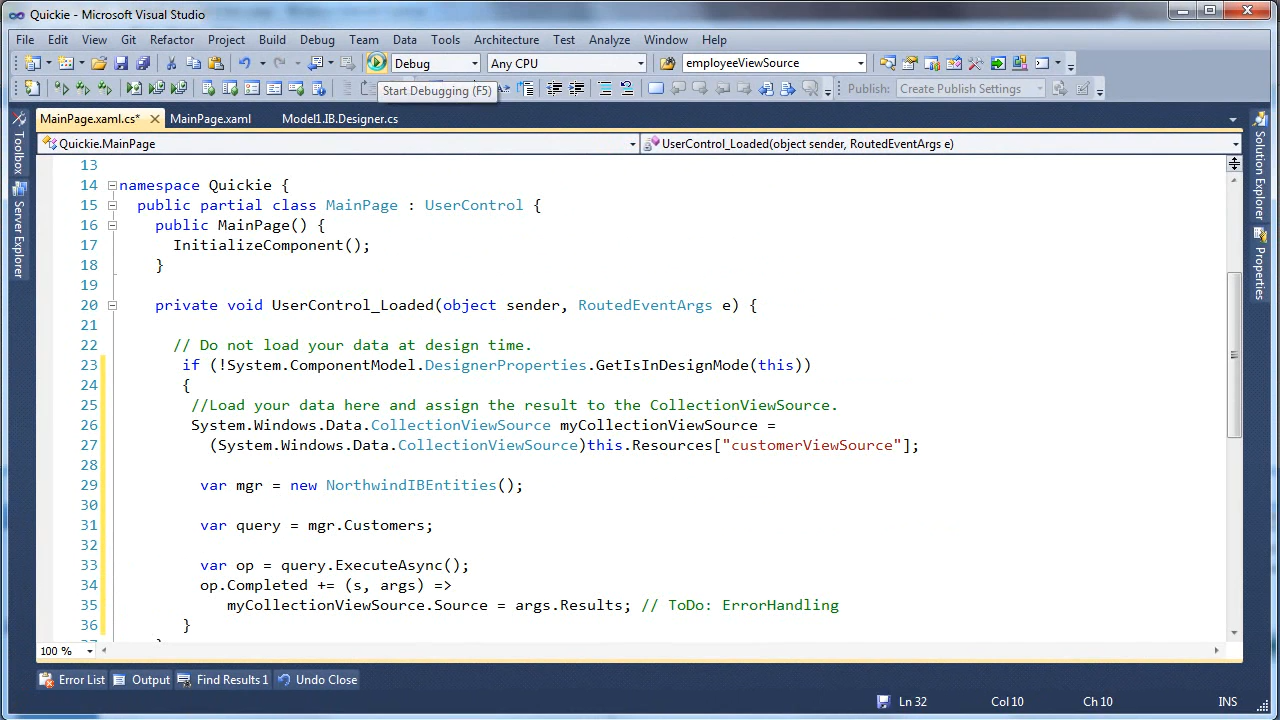 Quickie - Microsoft Visual Studio
File Edit View Git Refactor Project Build Debug Team Data Tools Architecture Test Analyze Window Help
Debug Any CPU employeeViewSource
Start Debugging (F5) Publish: Create Publish Settings
MainPage.xaml.cs* MainPage.xaml Model1.IB.Designer.cs
Quickie.MainPage UserControl_Loaded(object sender, RoutedEventArgs e)
Toolbox
Server Explorer
Solution Explorer
Properties
13
14 namespace Quickie {
15 public partial class MainPage : UserControl {
16 public MainPage() {
17 InitializeComponent();
18 }
19
20 private void UserControl_Loaded(object sender, RoutedEventArgs e) {
21
22 // Do not load your data at design time.
23 if (!System.ComponentModel.DesignerProperties.GetIsInDesignMode(this))
24 {
25 //Load your data here and assign the result to the CollectionViewSource.
26 System.Windows.Data.CollectionViewSource myCollectionViewSource =
27 (System.Windows.Data.CollectionViewSource)this.Resources["customerViewSource"];
28
29 var mgr = new NorthwindIBEntities();
30
31 var query = mgr.Customers;
32
33 var op = query.ExecuteAsync();
34 op.Completed += (s, args) =>
35 myCollectionViewSource.Source = args.Results; // ToDo: ErrorHandling
36 }
100 %
Error List Output Find Results 1 Undo Close
Ln 32 Col 10 Ch 10 INS